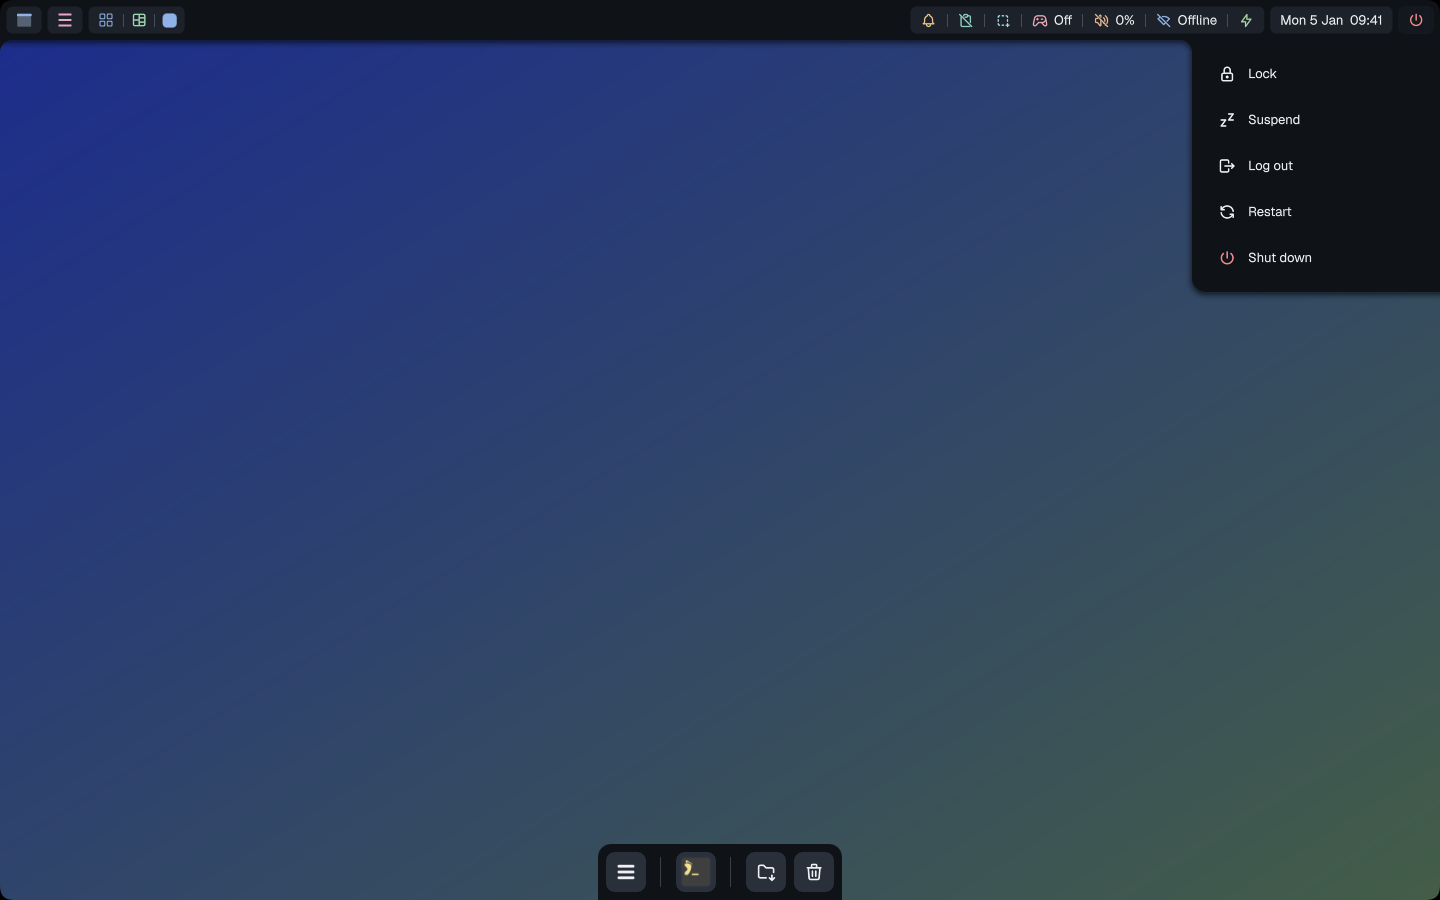 Off
0%
Offline
Mon 5 Jan 09:41
Lock
Suspend
Log out
Restart
Shut down